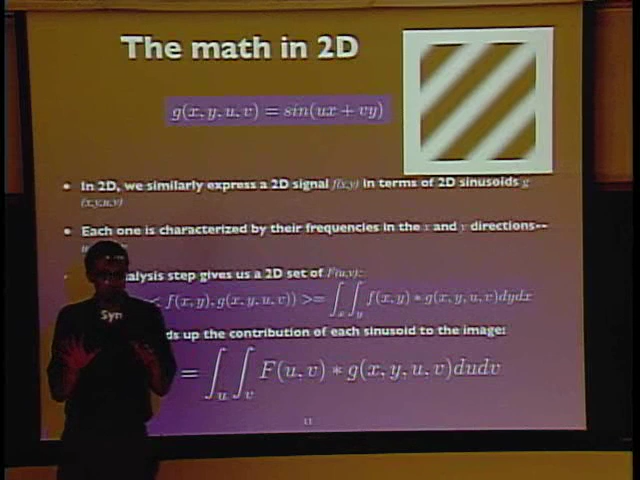 The math in 2D
g(x, y, u, v) = sin(ux + vy)
• In 2D, we similarly express a 2D signal f(x,y) in terms of 2D sinusoids g
(x,y,u,v)
• Each one is characterized by their frequencies in the x and y directions--
alysis step gives us a 2D set of F(u,v):
< f(x, y), g(x, y, u, v)) >= ∫x ∫y f(x, y) * g(x, y, u, v)dydx
Syn ds up the contribution of each sinusoid to the image:
= ∫u ∫v F(u, v) * g(x, y, u, v)dudv
11